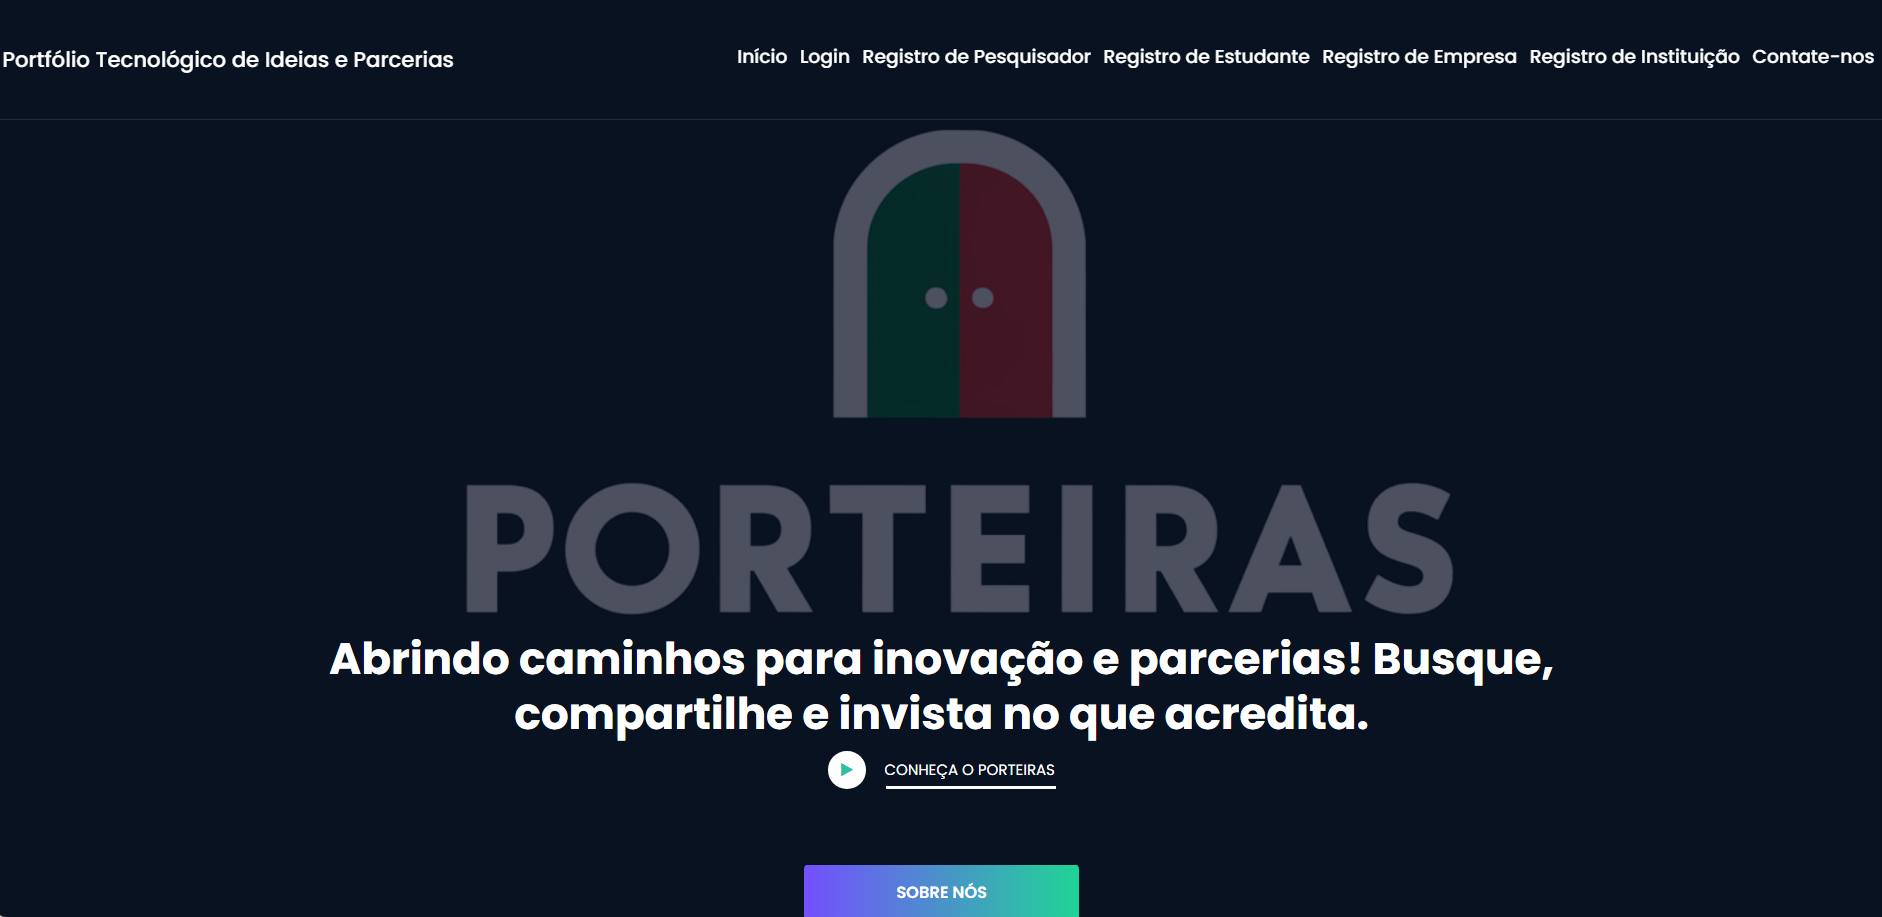 Portfólio Tecnológico de Ideias e Parcerias
Início Login Registro de Pesquisador Registro de Estudante Registro de Empresa Registro de Instituição Contate-nos
PORTEIRAS
Abrindo caminhos para inovação e parcerias! Busque,
compartilhe e invista no que acredita.
CONHEÇA O PORTEIRAS
SOBRE NÓS